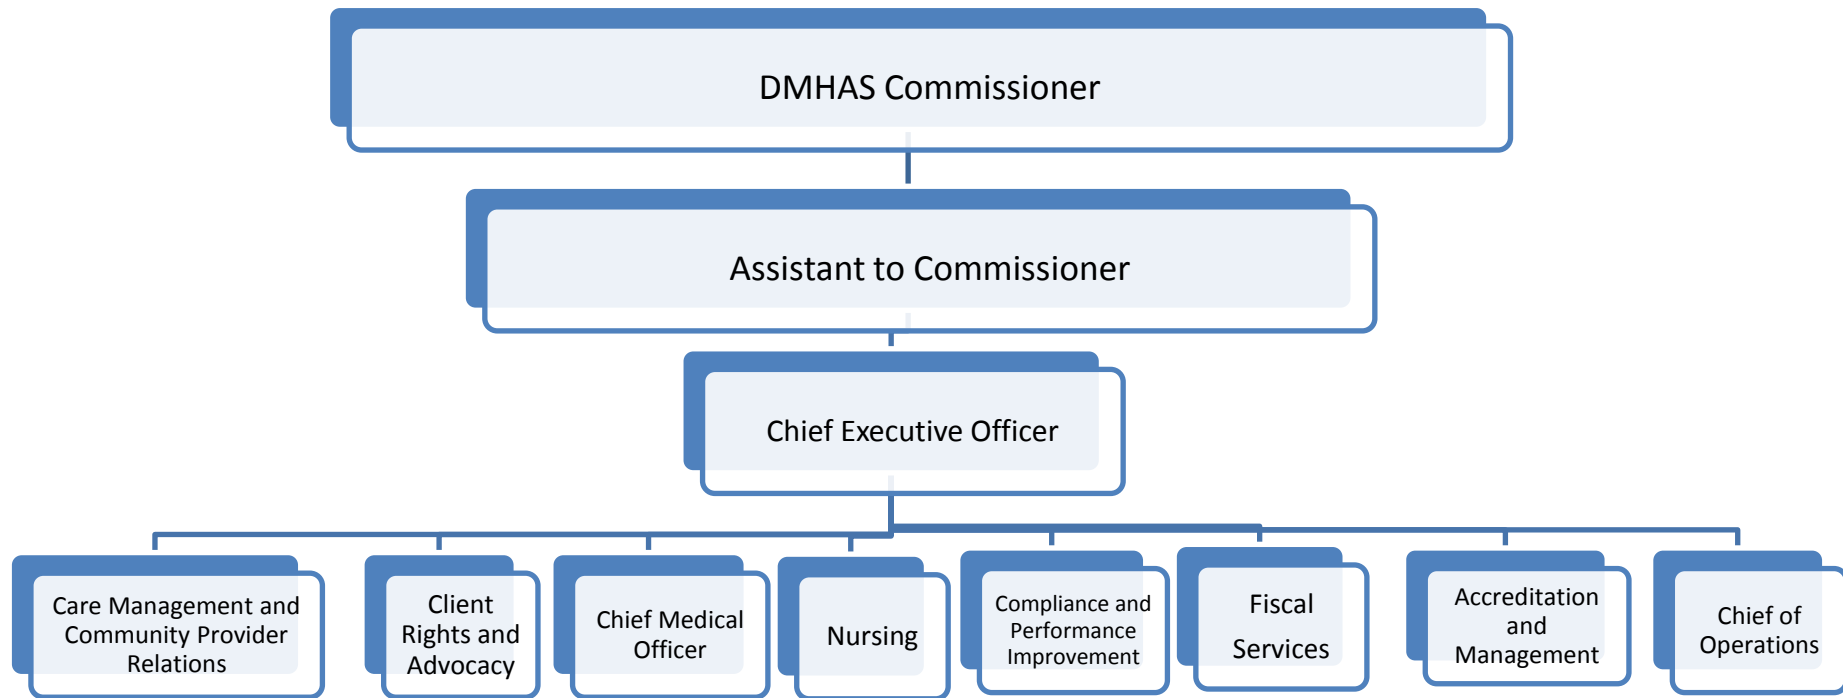 DMHAS Commissioner
Assistant to Commissioner
Chief Executive Officer
Care Management and
Community Provider
Relations
Client
Rights and
Advocacy
Chief Medical
Officer
Nursing
Compliance and
Performance
Improvement
Fiscal
Services
Accreditation
and
Management
Chief of
Operations